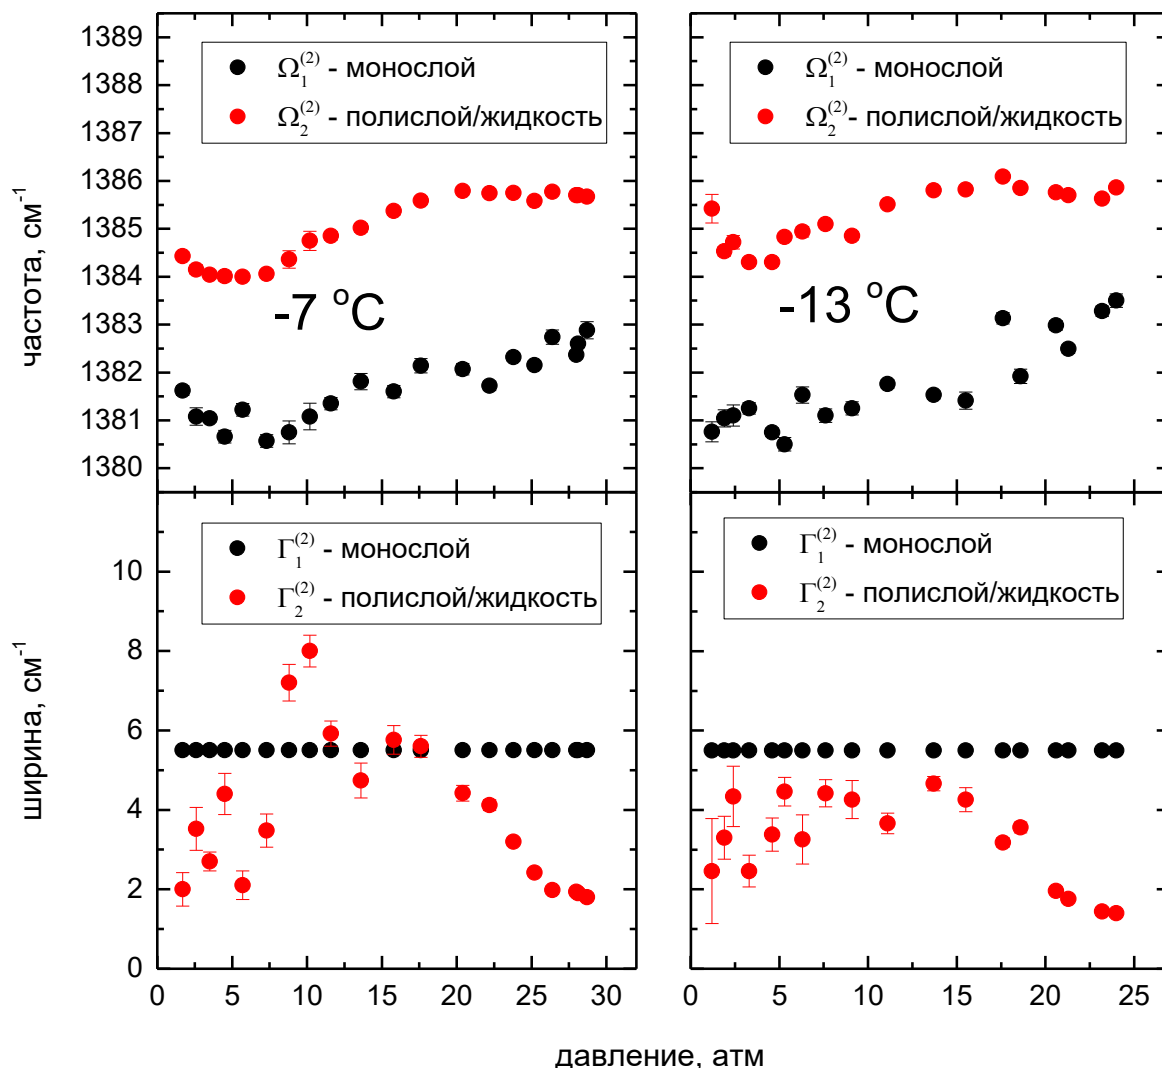 1389
1388
1387
1386
1385
1384
1383
1382
1381
1380
частота, см⁻¹
Ω₁⁽²⁾ - монослой
Ω₂⁽²⁾ - полислой/жидкость
-7 °C
Ω₁⁽²⁾ - монослой
Ω₂⁽²⁾- полислой/жидкость
-13 °C
10
8
6
4
2
0
ширина, см⁻¹
Γ₁⁽²⁾ - монослой
Γ₂⁽²⁾ - полислой/жидкость
Γ₁⁽²⁾ - монослой
Γ₂⁽²⁾ - полислой/жидкость
0 5 10 15 20 25 30
0 5 10 15 20 25
давление, атм